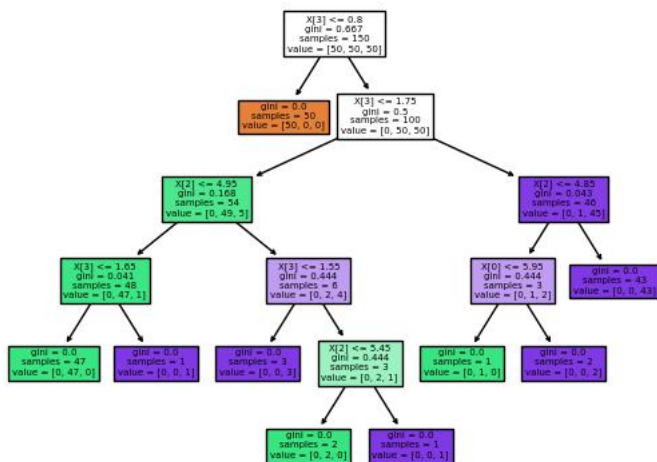 X[3] <= 0.8
gini = 0.667
samples = 150
value = [50, 50, 50]
gini = 0.0
samples = 50
value = [50, 0, 0]
X[3] <= 1.75
gini = 0.5
samples = 100
value = [0, 50, 50]
X[2] <= 4.95
gini = 0.168
samples = 54
value = [0, 49, 5]
X[2] <= 4.85
gini = 0.043
samples = 46
value = [0, 1, 45]
X[3] <= 1.65
gini = 0.041
samples = 48
value = [0, 47, 1]
X[3] <= 1.55
gini = 0.444
samples = 6
value = [0, 2, 4]
X[0] <= 5.95
gini = 0.444
samples = 3
value = [0, 1, 2]
gini = 0.0
samples = 43
value = [0, 0, 43]
gini = 0.0
samples = 47
value = [0, 47, 0]
gini = 0.0
samples = 1
value = [0, 0, 1]
gini = 0.0
samples = 3
value = [0, 0, 3]
X[2] <= 5.45
gini = 0.444
samples = 3
value = [0, 2, 1]
gini = 0.0
samples = 1
value = [0, 1, 0]
gini = 0.0
samples = 2
value = [0, 0, 2]
gini = 0.0
samples = 2
value = [0, 2, 0]
gini = 0.0
samples = 1
value = [0, 0, 1]